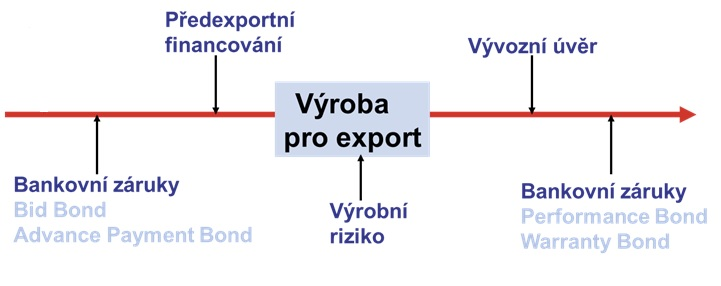 Předexportní
financování
Vývozní úvěr
Výroba
pro export
Bankovní záruky
Bid Bond
Advance Payment Bond
Výrobní
riziko
Bankovní záruky
Performance Bond
Warranty Bond